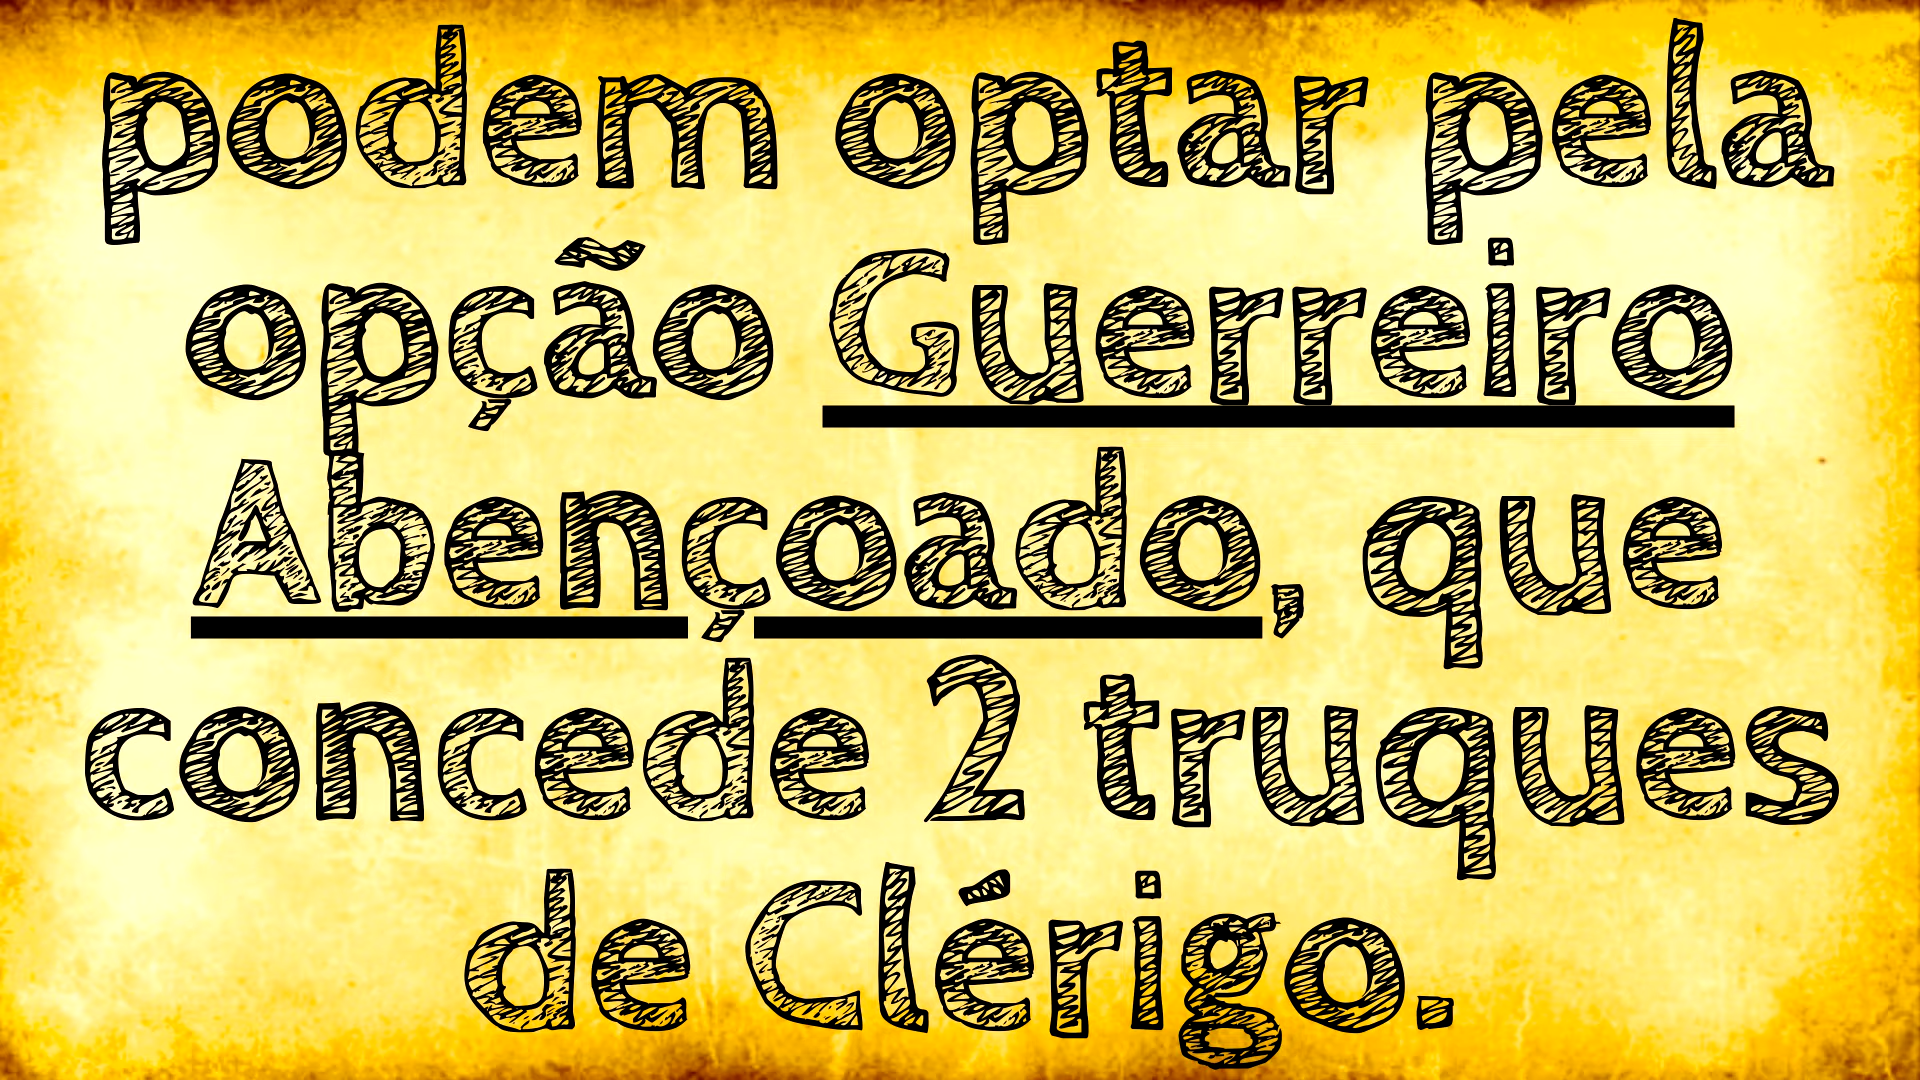 podem optar pela
opção Guerreiro
Abençoado, que
concede 2 truques
de Clérigo.